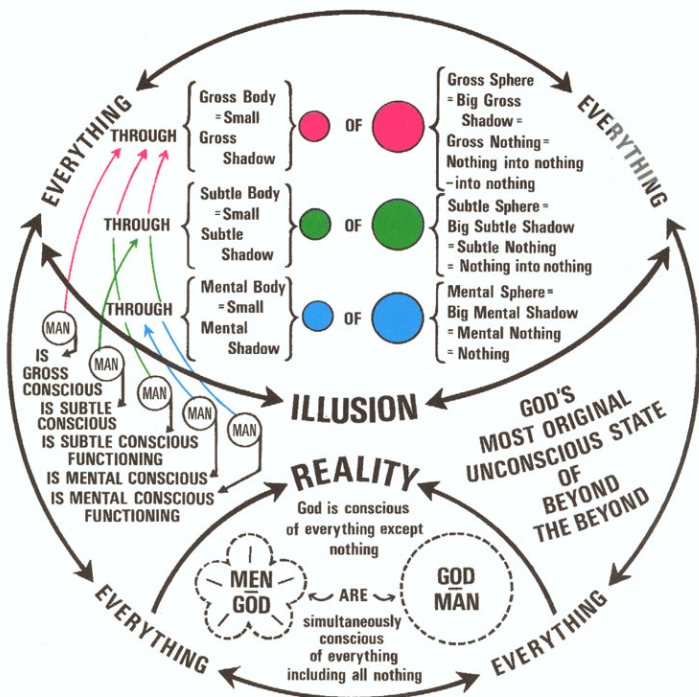 EVERYTHING
EVERYTHING
THROUGH
Gross Body
= Small
Gross
Shadow
OF
Gross Sphere
= Big Gross
Shadow =
Gross Nothing =
Nothing into nothing
– into nothing
THROUGH
Subtle Body
= Small
Subtle
Shadow
OF
Subtle Sphere =
Big Subtle Shadow
= Subtle Nothing
= Nothing into nothing
THROUGH
Mental Body
= Small
Mental
Shadow
OF
Mental Sphere =
Big Mental Shadow
= Mental Nothing
= Nothing
MAN
IS
GROSS
CONSCIOUS
MAN
IS SUBTLE
CONSCIOUS
MAN
IS SUBTLE CONSCIOUS
FUNCTIONING
MAN
IS MENTAL CONSCIOUS
MAN
IS MENTAL CONSCIOUS
FUNCTIONING
ILLUSION
GOD'S
MOST ORIGINAL
UNCONSCIOUS STATE
OF
BEYOND
THE BEYOND
REALITY
God is conscious
of everything except
nothing
MEN
GOD
ARE
GOD
MAN
simultaneously
conscious
of everything
including all nothing
EVERYTHING
EVERYTHING